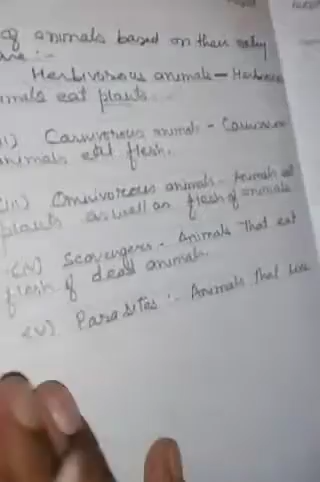 of animals based on their eating
are :-
Herbivorous animals - Herbivorous
animals eat plants...
ii) Carnivorous animals - Carnivorous
animals eat flesh.
(iii) Omnivoreous animals - Animals eat
plants as well as flesh of animals
(iv) Scavengers - Animals that eat
flesh of dead animals.
(v) Parasites :- Animals that live